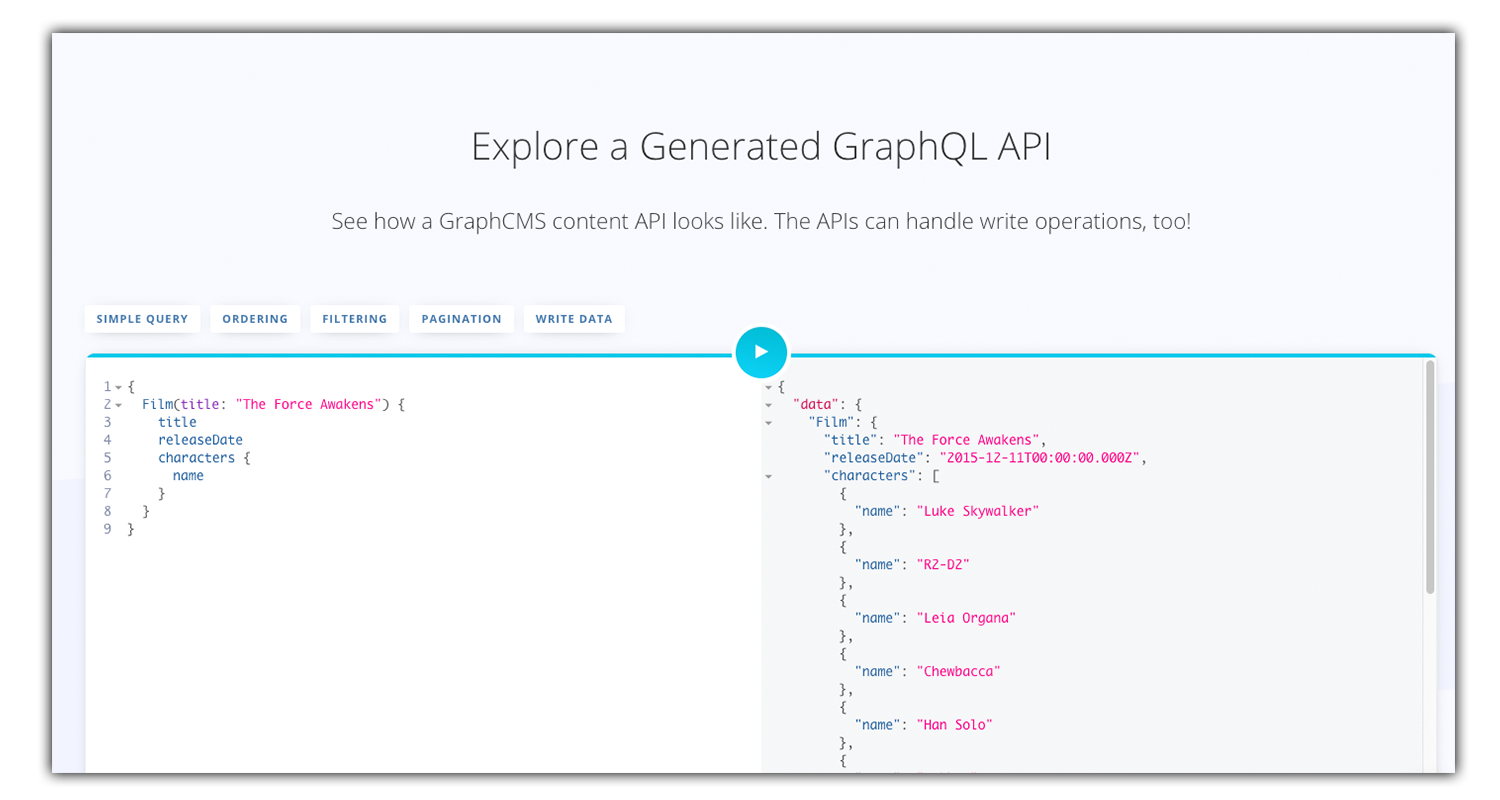 Explore a Generated GraphQL API
See how a GraphCMS content API looks like. The APIs can handle write operations, too!
SIMPLE QUERY ORDERING FILTERING PAGINATION WRITE DATA
1 {
2 Film(title: "The Force Awakens") {
3 title
4 releaseDate
5 characters {
6 name
7 }
8 }
9 }
{
"data": {
"Film": {
"title": "The Force Awakens",
"releaseDate": "2015-12-11T00:00:00.000Z",
"characters": [
{
"name": "Luke Skywalker"
},
{
"name": "R2-D2"
},
{
"name": "Leia Organa"
},
{
"name": "Chewbacca"
},
{
"name": "Han Solo"
},
{